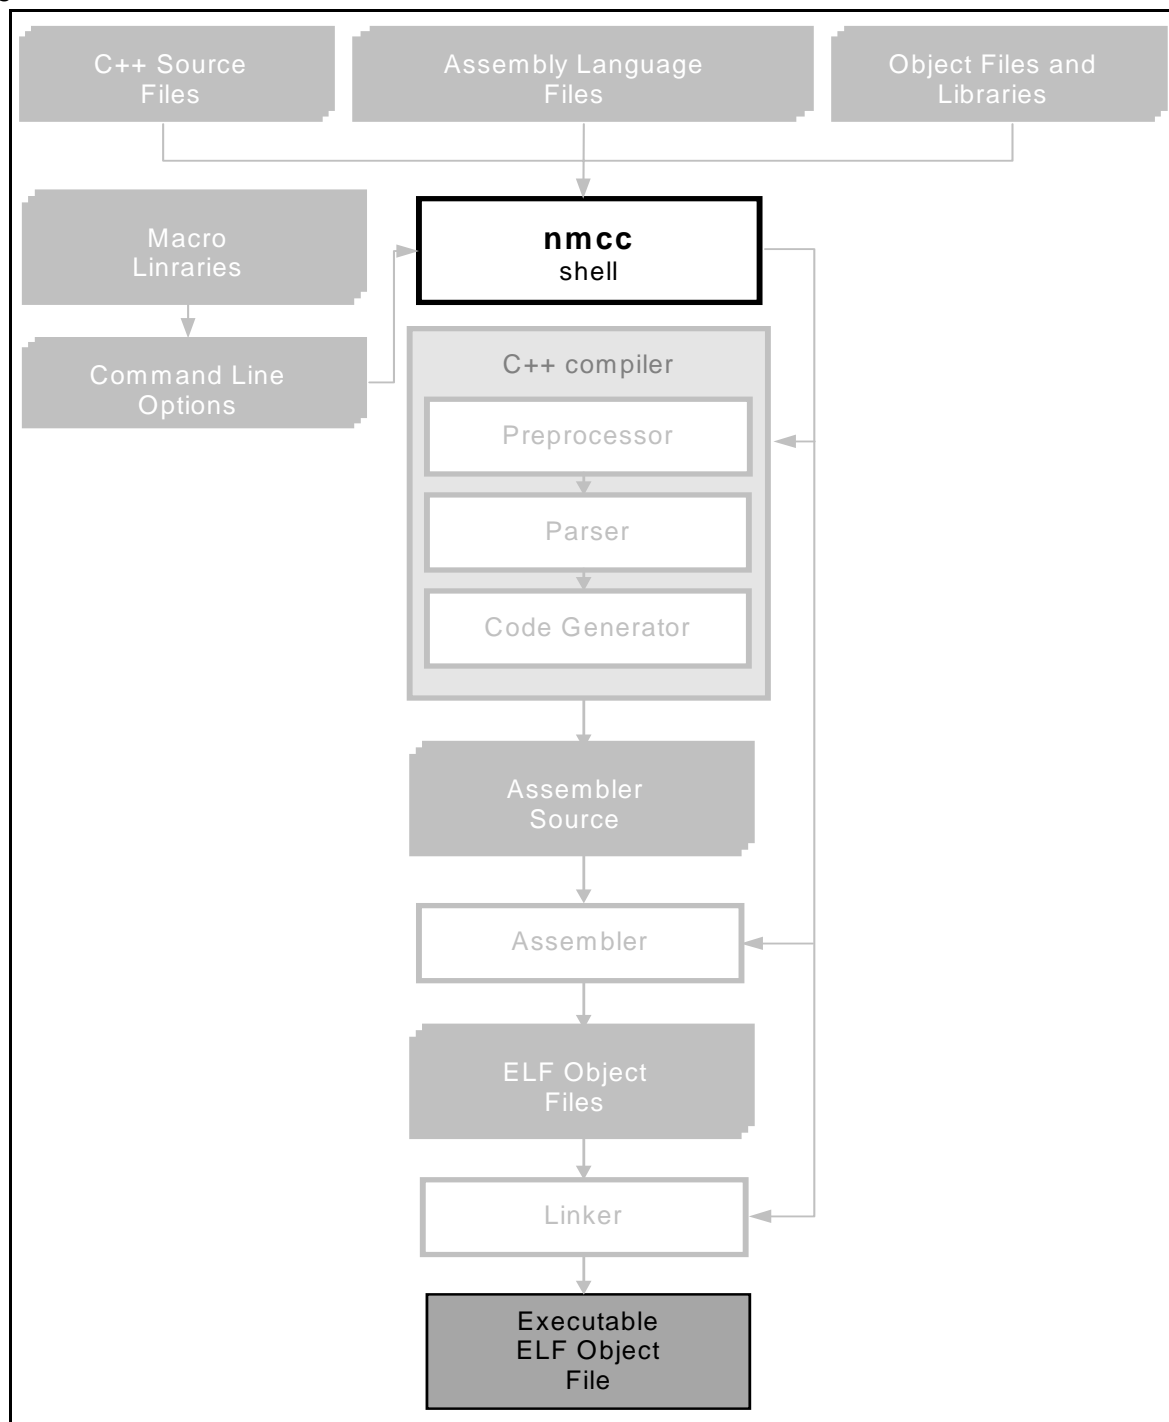 C++ Source
Files
Assembly Language
Files
Object Files and
Libraries
Macro
Linraries
nmcc
shell
Command Line
Options
C++ compiler
Preprocessor
Parser
Code Generator
Assembler
Source
Assembler
ELF Object
Files
Linker
Executable
ELF Object
File